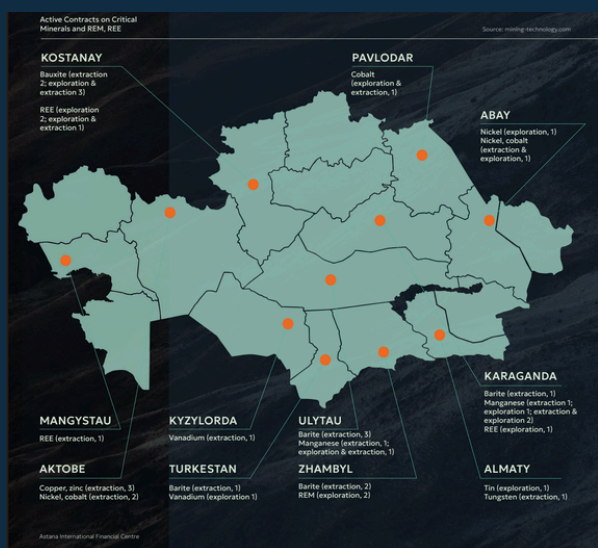 Active Contracts on Critical
Minerals and REM, REE
Source: mining-technology.com
KOSTANAY
Bauxite (extraction
2; exploration &
extraction 3)
REE (exploration
2; exploration &
extraction 1)
PAVLODAR
Cobalt
(exploration &
extraction, 1)
ABAY
Nickel (exploration, 1)
Nickel, cobalt
(extraction &
exploration, 1)
KARAGANDA
Barite (extraction, 1)
Manganese (extraction 1;
exploration 1; extraction &
exploration 2)
REE (exploration, 1)
MANGYSTAU
REE (extraction, 1)
KYZYLORDA
Vanadium (extraction, 1)
ULYTAU
Barite (extraction, 3)
Manganese (extraction, 1;
exploration & extraction, 1)
AKTOBE
Copper, zinc (extraction, 3)
Nickel, cobalt (extraction, 2)
TURKESTAN
Barite (extraction, 1)
Vanadium (exploration 1)
ZHAMBYL
Barite (extraction, 2)
REM (exploration, 2)
ALMATY
Tin (exploration, 1)
Tungsten (extraction, 1)
Astana International Financial Centre